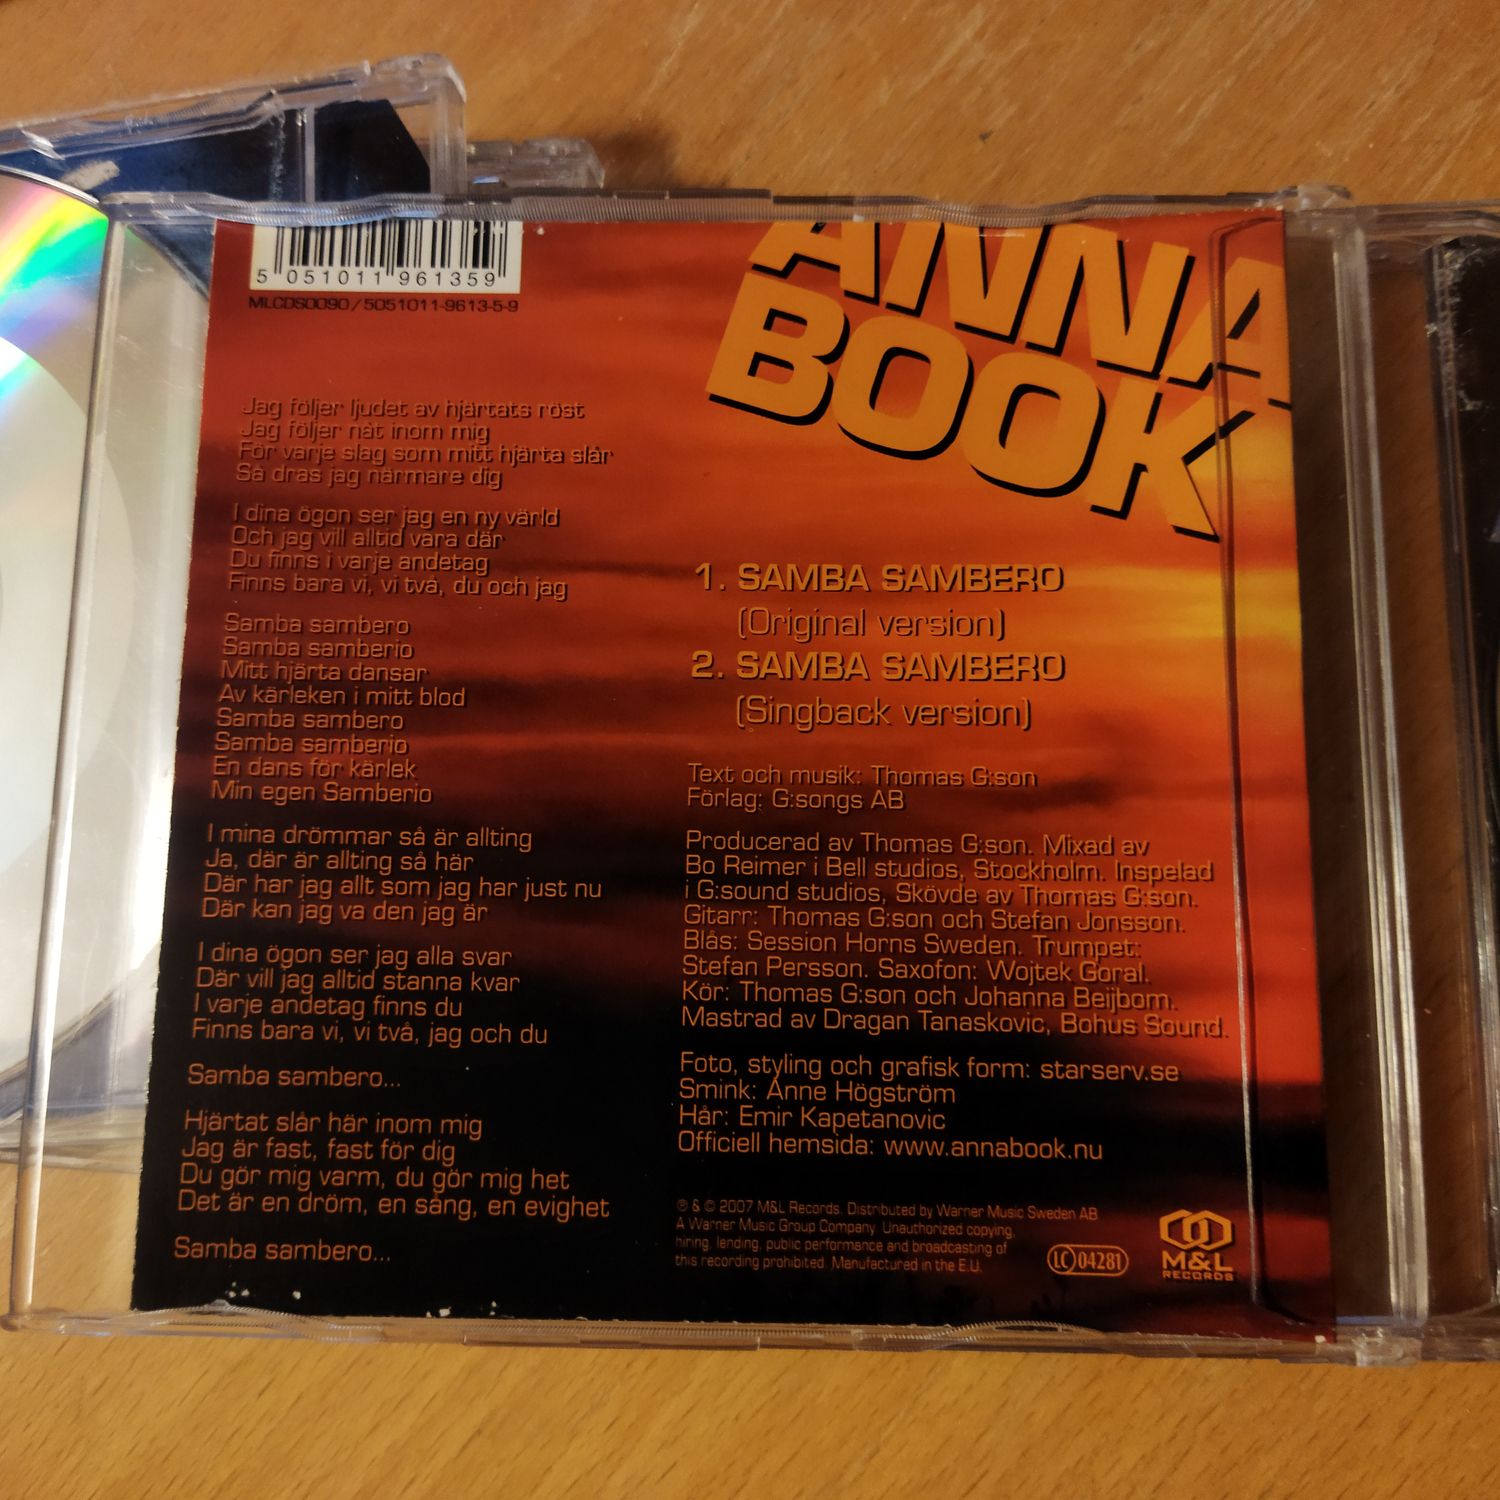 5 051011 961359
MLCDS0090/5051011-9613-5-9
Jag följer ljudet av hjärtats röst
Jag följer nåt inom mig
För varje slag som mitt hjärta slår
Så dras jag närmare dig
I dina ögon ser jag en ny värld
Och jag vill alltid vara där
Du finns i varje andetag
Finns bara vi, vi två, du och jag
Samba sambero
Samba samberio
Mitt hjärta dansar
Av kärleken i mitt blod
Samba sambero
Samba samberio
En dans för kärlek
Min egen Samberio
I mina drömmar så är allting
Ja, där är allting så här
Där har jag allt som jag har just nu
Där kan jag va den jag är
I dina ögon ser jag alla svar
Där vill jag alltid stanna kvar
I varje andetag finns du
Finns bara vi, vi två, jag och du
Samba sambero...
Hjärtat slår här inom mig
Jag är fast, fast för dig
Du gör mig varm, du gör mig het
Det är en dröm, en sång, en evighet
Samba sambero...
ANNA
BOOK
1. SAMBA SAMBERO
(Original version)
2. SAMBA SAMBERO
(Singback version)
Text och musik: Thomas G:son
Förlag: G:songs AB
Producerad av Thomas G:son. Mixad av
Bo Reimer i Bell studios, Stockholm. Inspelad
i G:sound studios, Skövde av Thomas G:son.
Gitarr: Thomas G:son och Stefan Jonsson.
Blås: Session Horns Sweden. Trumpet:
Stefan Persson. Saxofon: Wojtek Goral.
Kör: Thomas G:son och Johanna Beijbom.
Mastrad av Dragan Tanaskovic, Bohus Sound.
Foto, styling och grafisk form: starserv.se
Smink: Anne Högström
Hår: Emir Kapetanovic
Officiell hemsida: www.annabook.nu
℗ & © 2007 M&L Records. Distributed by Warner Music Sweden AB
A Warner Music Group Company. Unauthorized copying,
hiring, lending, public performance and broadcasting of
this recording prohibited. Manufactured in the E.U.
LC 04281
M&L
RECORDS